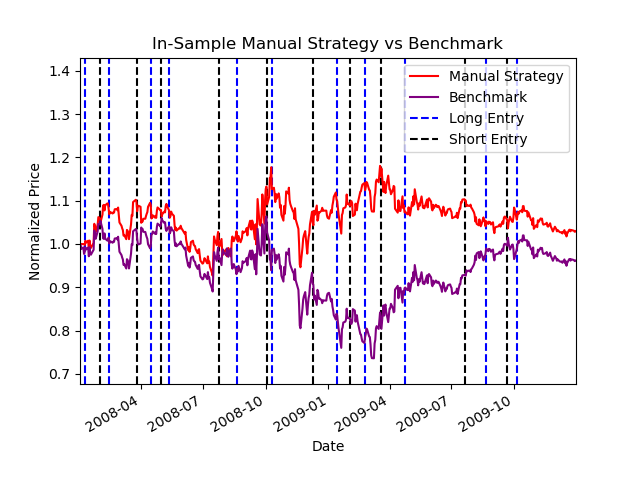 In-Sample Manual Strategy vs Benchmark
1.4
1.3
1.2
1.1
1.0
0.9
0.8
0.7
Normalized Price
Manual Strategy
Benchmark
Long Entry
Short Entry
2008-04
2008-07
2008-10
2009-01
2009-04
2009-07
2009-10
Date